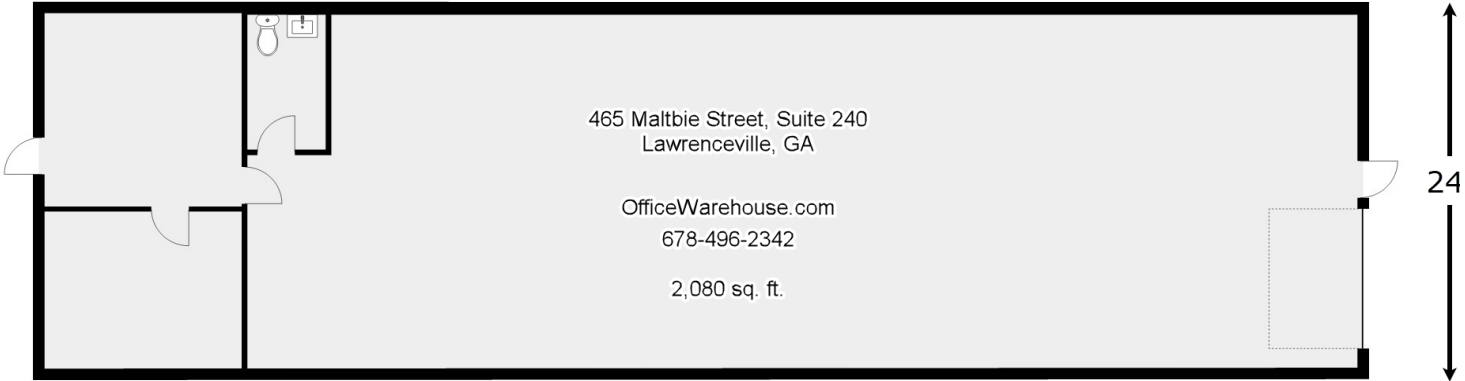 465 Maltbie Street, Suite 240
Lawrenceville, GA
OfficeWarehouse.com
678-496-2342
2,080 sq. ft.
24